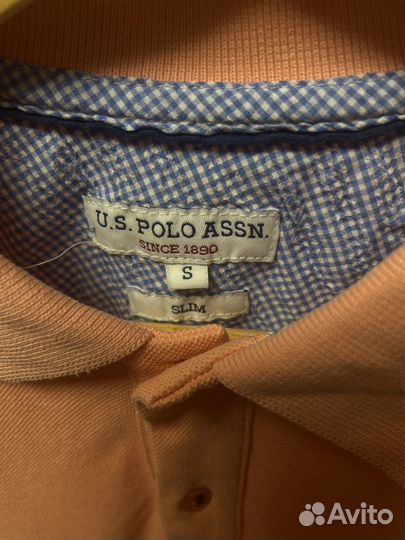 U.S. POLO ASSN.
SINCE 1890
S
SLIM
Avito